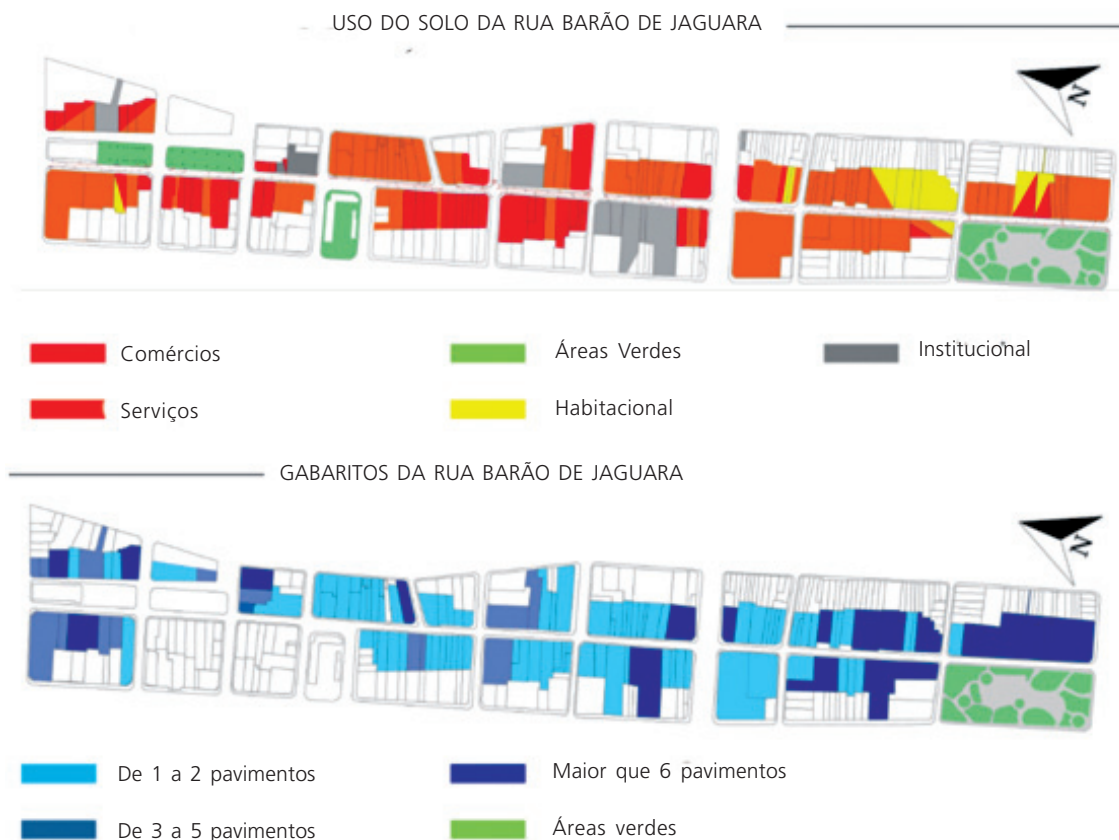 USO DO SOLO DA RUA BARÃO DE JAGUARA
N
Comércios
Áreas Verdes
Institucional
Serviços
Habitacional
GABARITOS DA RUA BARÃO DE JAGUARA
N
De 1 a 2 pavimentos
Maior que 6 pavimentos
De 3 a 5 pavimentos
Áreas verdes